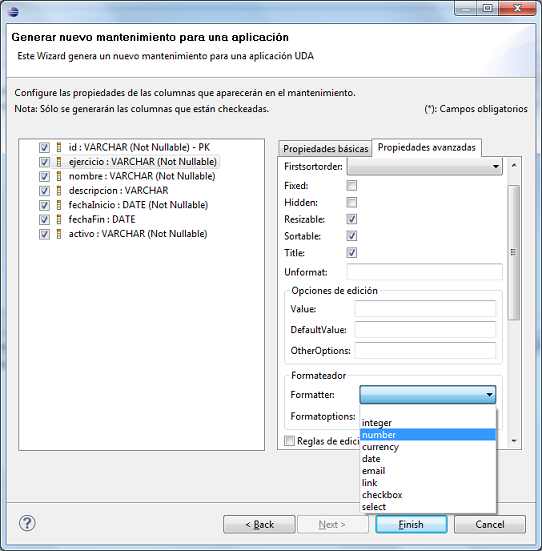 Generar nuevo mantenimiento para una aplicación
Este Wizard genera un nuevo mantenimiento para una aplicación UDA
Configure las propiedades de las columnas que aparecerán en el mantenimiento.
Nota: Sólo se generarán las columnas que están checkeadas.
(*): Campos obligatorios
id : VARCHAR (Not Nullable) - PK
ejercicio : VARCHAR (Not Nullable)
nombre : VARCHAR (Not Nullable)
descripcion : VARCHAR
fechaInicio : DATE (Not Nullable)
fechaFin : DATE
activo : VARCHAR (Not Nullable)
Propiedades básicas
Propiedades avanzadas
Firstsortorder:
Fixed:
Hidden:
Resizable:
Sortable:
Title:
Unformat:
Opciones de edición
Value:
DefaultValue:
OtherOptions:
Formateador
Formatter:
Formatoptions:
integer
number
currency
date
email
link
checkbox
select
Reglas de edici
?
< Back
Next >
Finish
Cancel